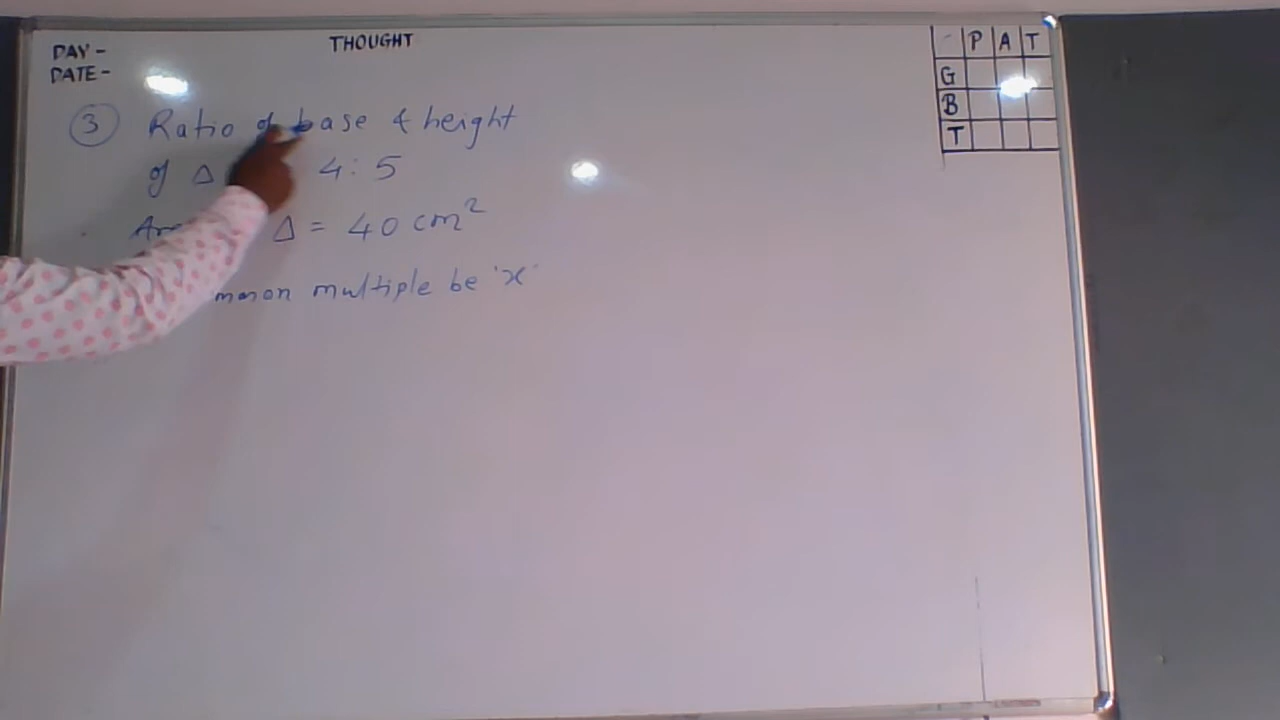 DAY -
DATE -
THOUGHT
P A T
G
B
T
3 Ratio of base & height
of Δ 4 : 5
Δ = 40 cm²
multiple be 'x'